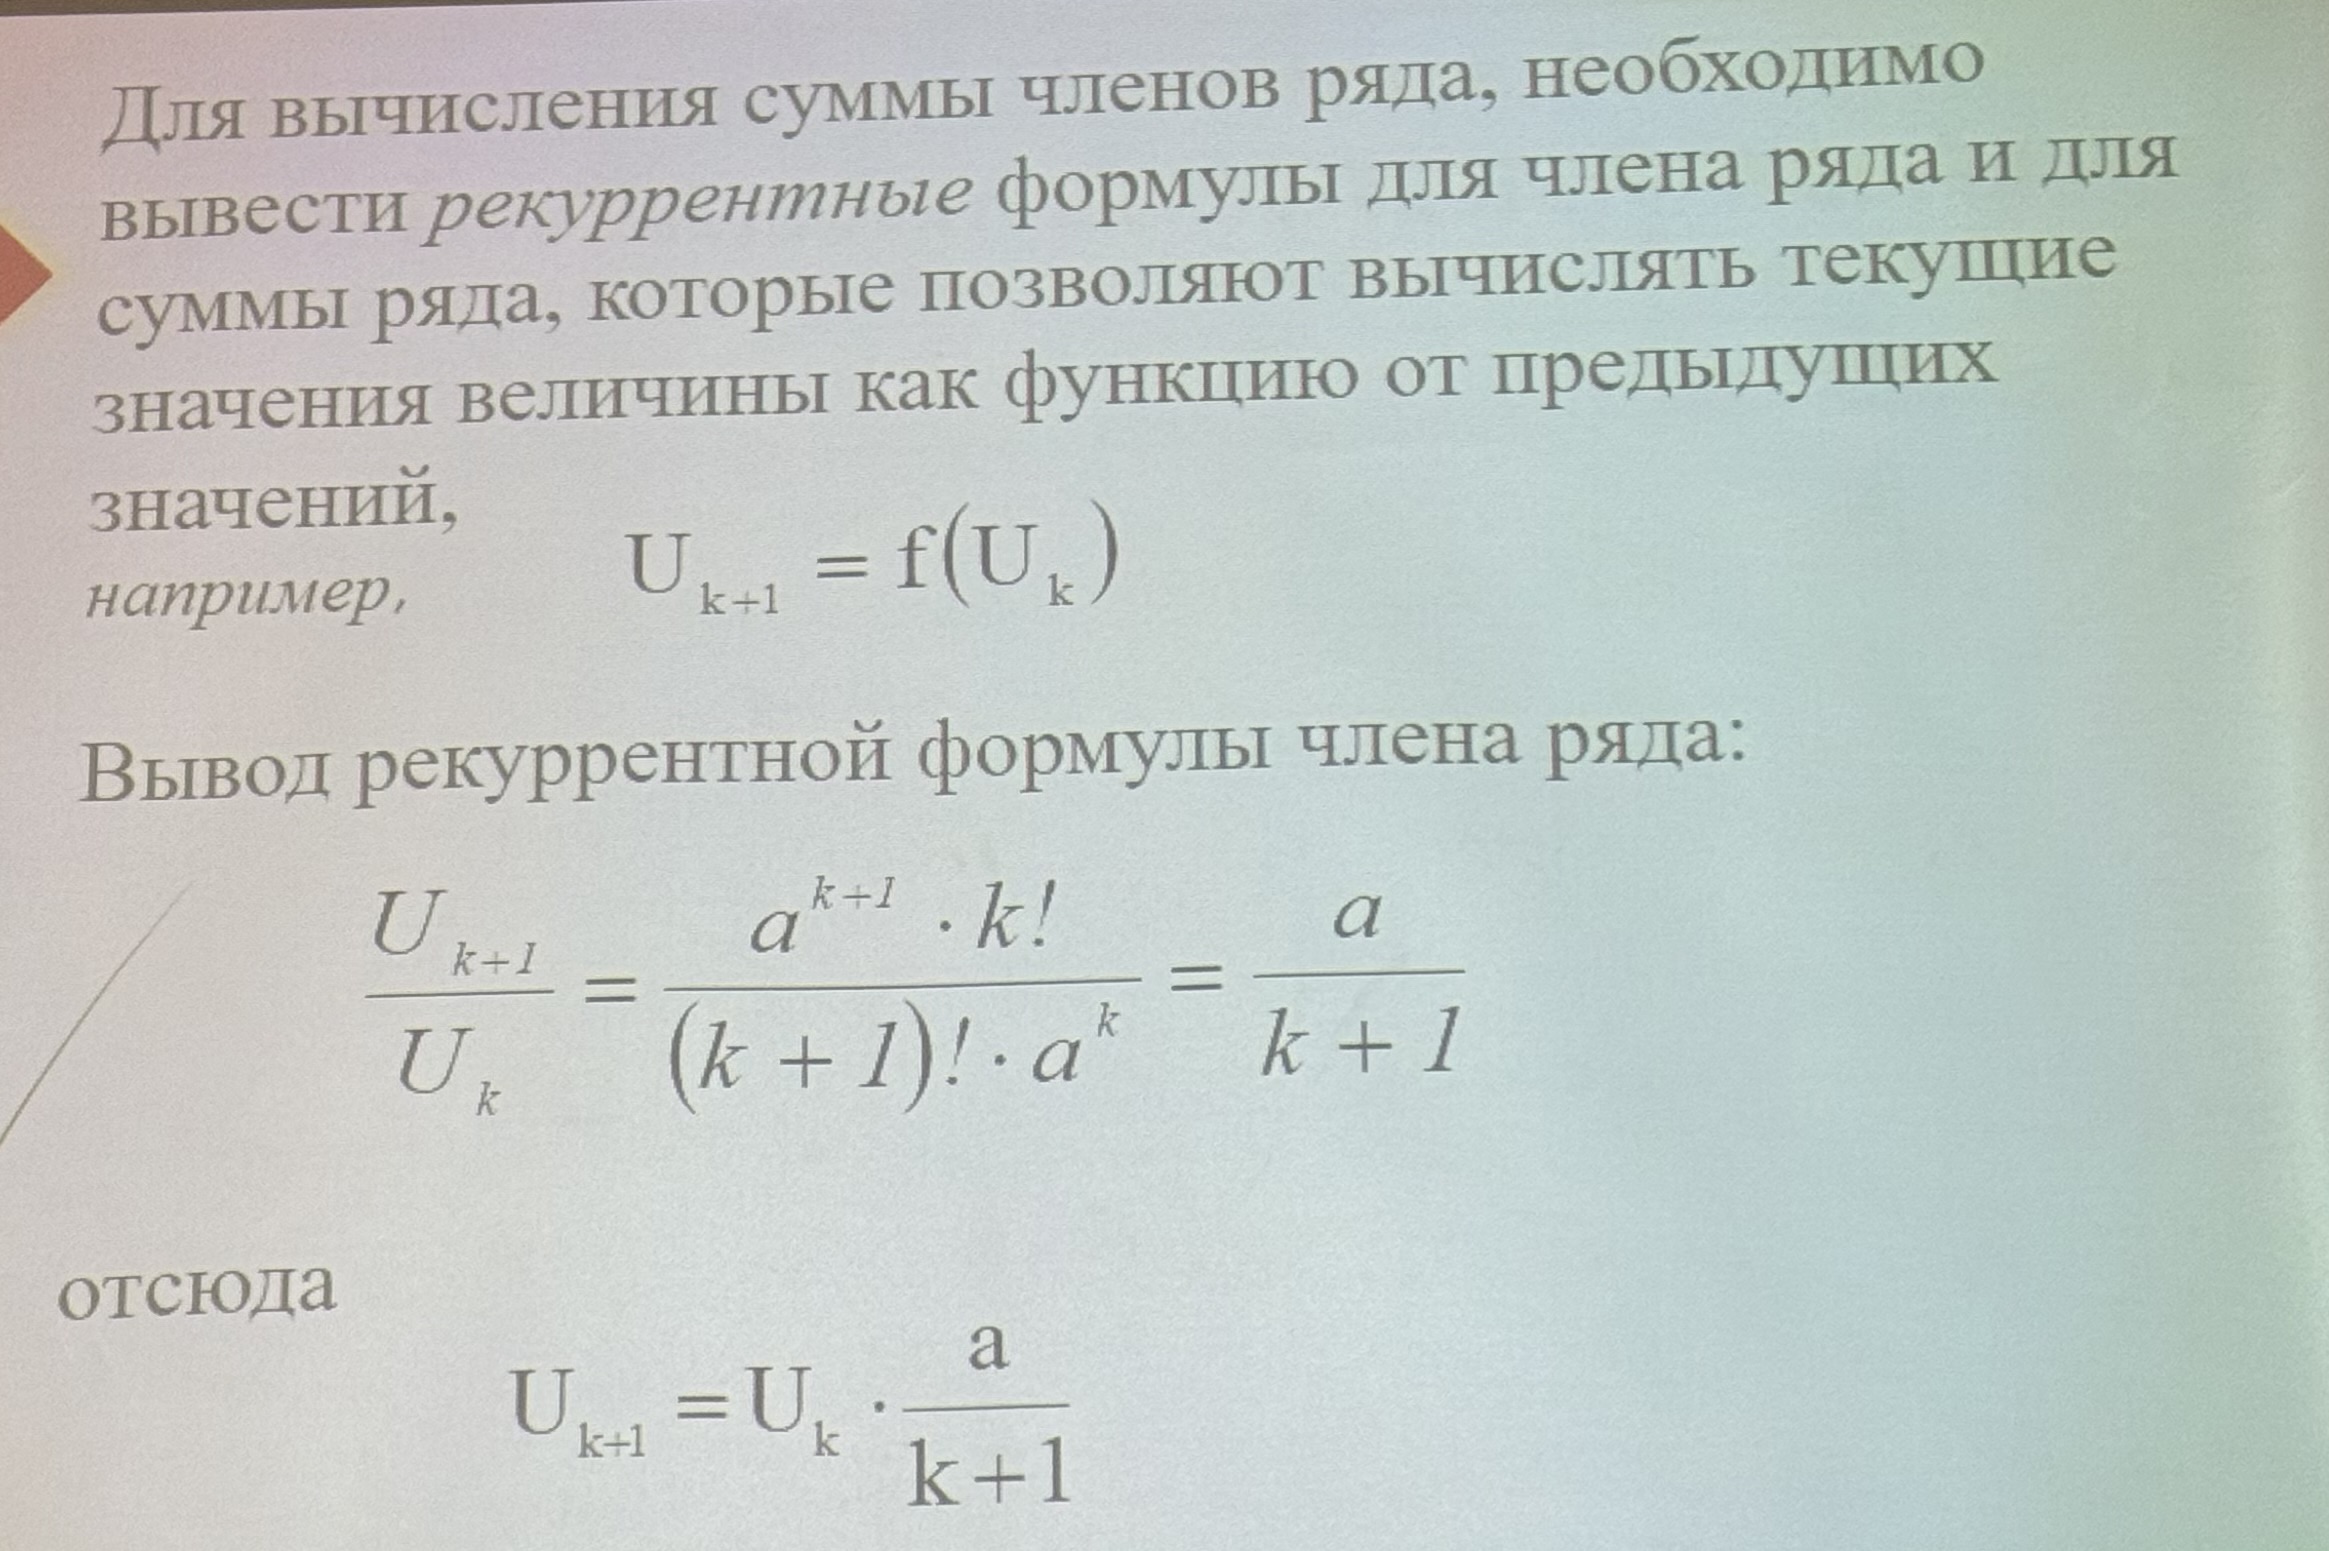 Для вычисления суммы членов ряда, необходимо
вывести рекуррентные формулы для члена ряда и для
суммы ряда, которые позволяют вычислять текущие
значения величины как функцию от предыдущих
значений,
например, U_{k+1} = f(U_k)
Вывод рекуррентной формулы члена ряда:
\frac{U_{k+1}}{U_k} = \frac{a^{k+1} \cdot k!}{(k+1)! \cdot a^k} = \frac{a}{k+1}
отсюда
U_{k+1} = U_k \cdot \frac{a}{k+1}